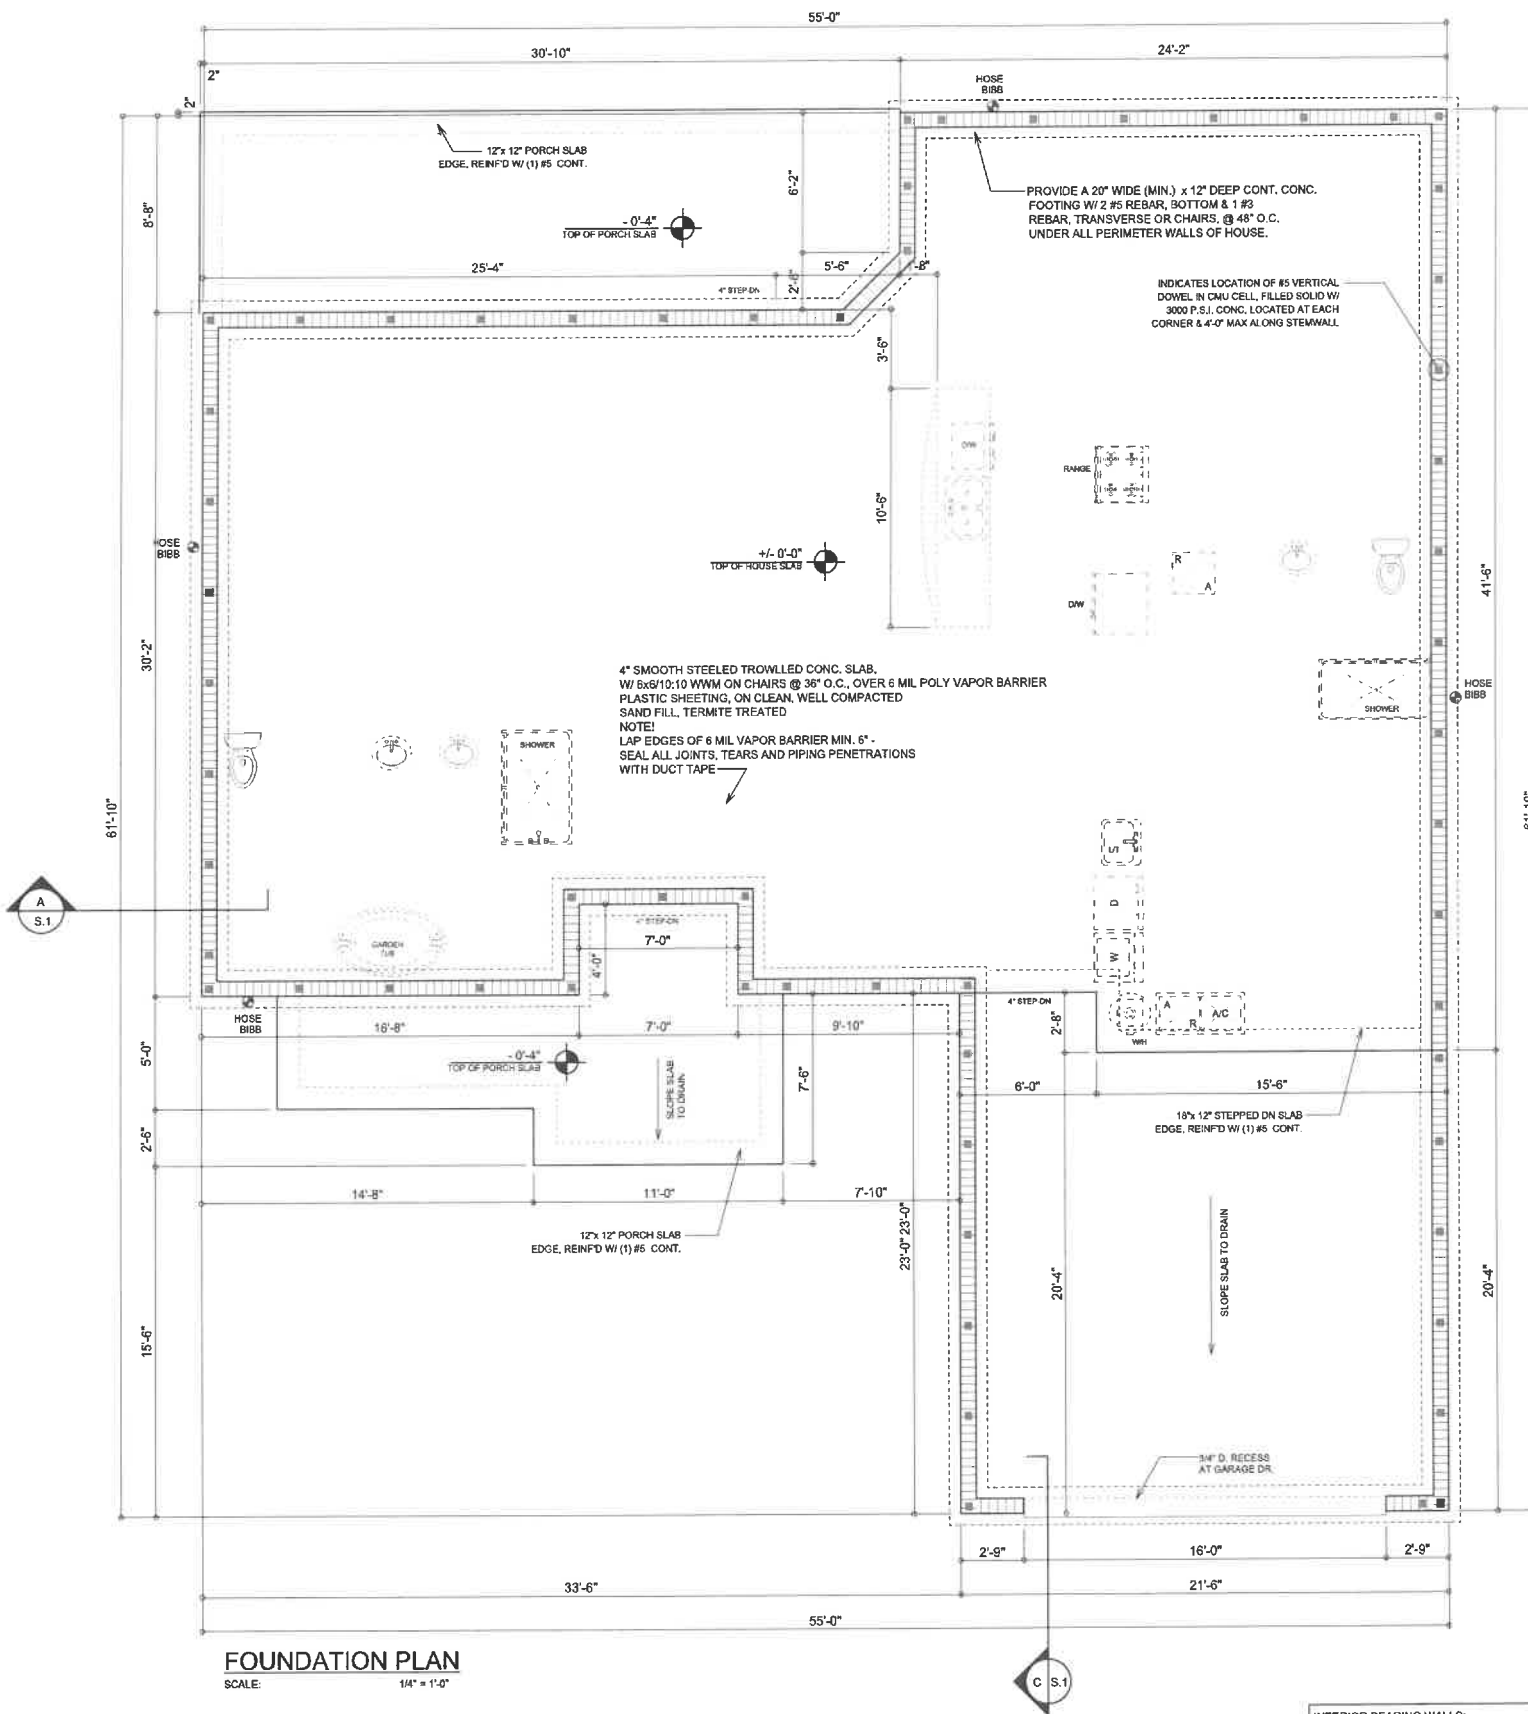 55'-0"
30'-10"
24'-2"
2"
2"
HOSE
BIBB
12"x 12" PORCH SLAB
EDGE, REINF'D W/ (1) #5 CONT.
8'-8"
6'-2"
PROVIDE A 20" WIDE (MIN.) x 12" DEEP CONT. CONC.
FOOTING W/ 2 #5 REBAR, BOTTOM & 1 #3
REBAR, TRANSVERSE OR CHAIRS, @ 48" O.C.
UNDER ALL PERIMETER WALLS OF HOUSE.
- 0'-4"
TOP OF PORCH SLAB
25'-4"
5'-6"
4" STEP-DN
INDICATES LOCATION OF #5 VERTICAL
DOWEL IN CMU CELL, FILLED SOLID W/
3000 P.S.I. CONC. LOCATED AT EACH
CORNER & 4'-0" MAX ALONG STEMWALL
3'-6"
D/W
RANGE
10'-6"
OSE
BIBB
+/- 0'-0"
TOP OF HOUSE SLAB
R
A
D/W
41'-6"
30'-2"
4" SMOOTH STEELED TROWLLED CONC. SLAB,
W/ 6x6/10:10 WWM ON CHAIRS @ 36" O.C., OVER 6 MIL POLY VAPOR BARRIER
PLASTIC SHEETING, ON CLEAN, WELL COMPACTED
SAND FILL, TERMITE TREATED
NOTE!
LAP EDGES OF 6 MIL VAPOR BARRIER MIN. 6" -
SEAL ALL JOINTS, TEARS AND PIPING PENETRATIONS
WITH DUCT TAPE
HOSE
BIBB
SHOWER
SHOWER
61'-10"
L/T
D
W
A
S.1
4" STEP-DN
7'-0"
4'-0"
GARDEN
TUB
4" STEP-DN
A
R
A/C
W/H
HOSE
BIBB
16'-8"
7'-0"
9'-10"
2'-8"
5'-0"
- 0'-4"
TOP OF PORCH SLAB
SLOPE SLAB
TO DRAIN
7'-6"
6'-0"
15'-6"
18"x 12" STEPPED DN SLAB
EDGE, REINF'D W/ (1) #5 CONT.
2'-6"
14'-8"
11'-0"
7'-10"
12"x 12" PORCH SLAB
EDGE, REINF'D W/ (1) #5 CONT.
23'-0" 23'-0"
20'-4"
SLOPE SLAB TO DRAIN
20'-4"
15'-6"
3/4" D. RECESS
AT GARAGE DR.
2'-9"
16'-0"
2'-9"
33'-6"
21'-6"
55'-0"
FOUNDATION PLAN
SCALE: 1/4" = 1'-0"
C S.1